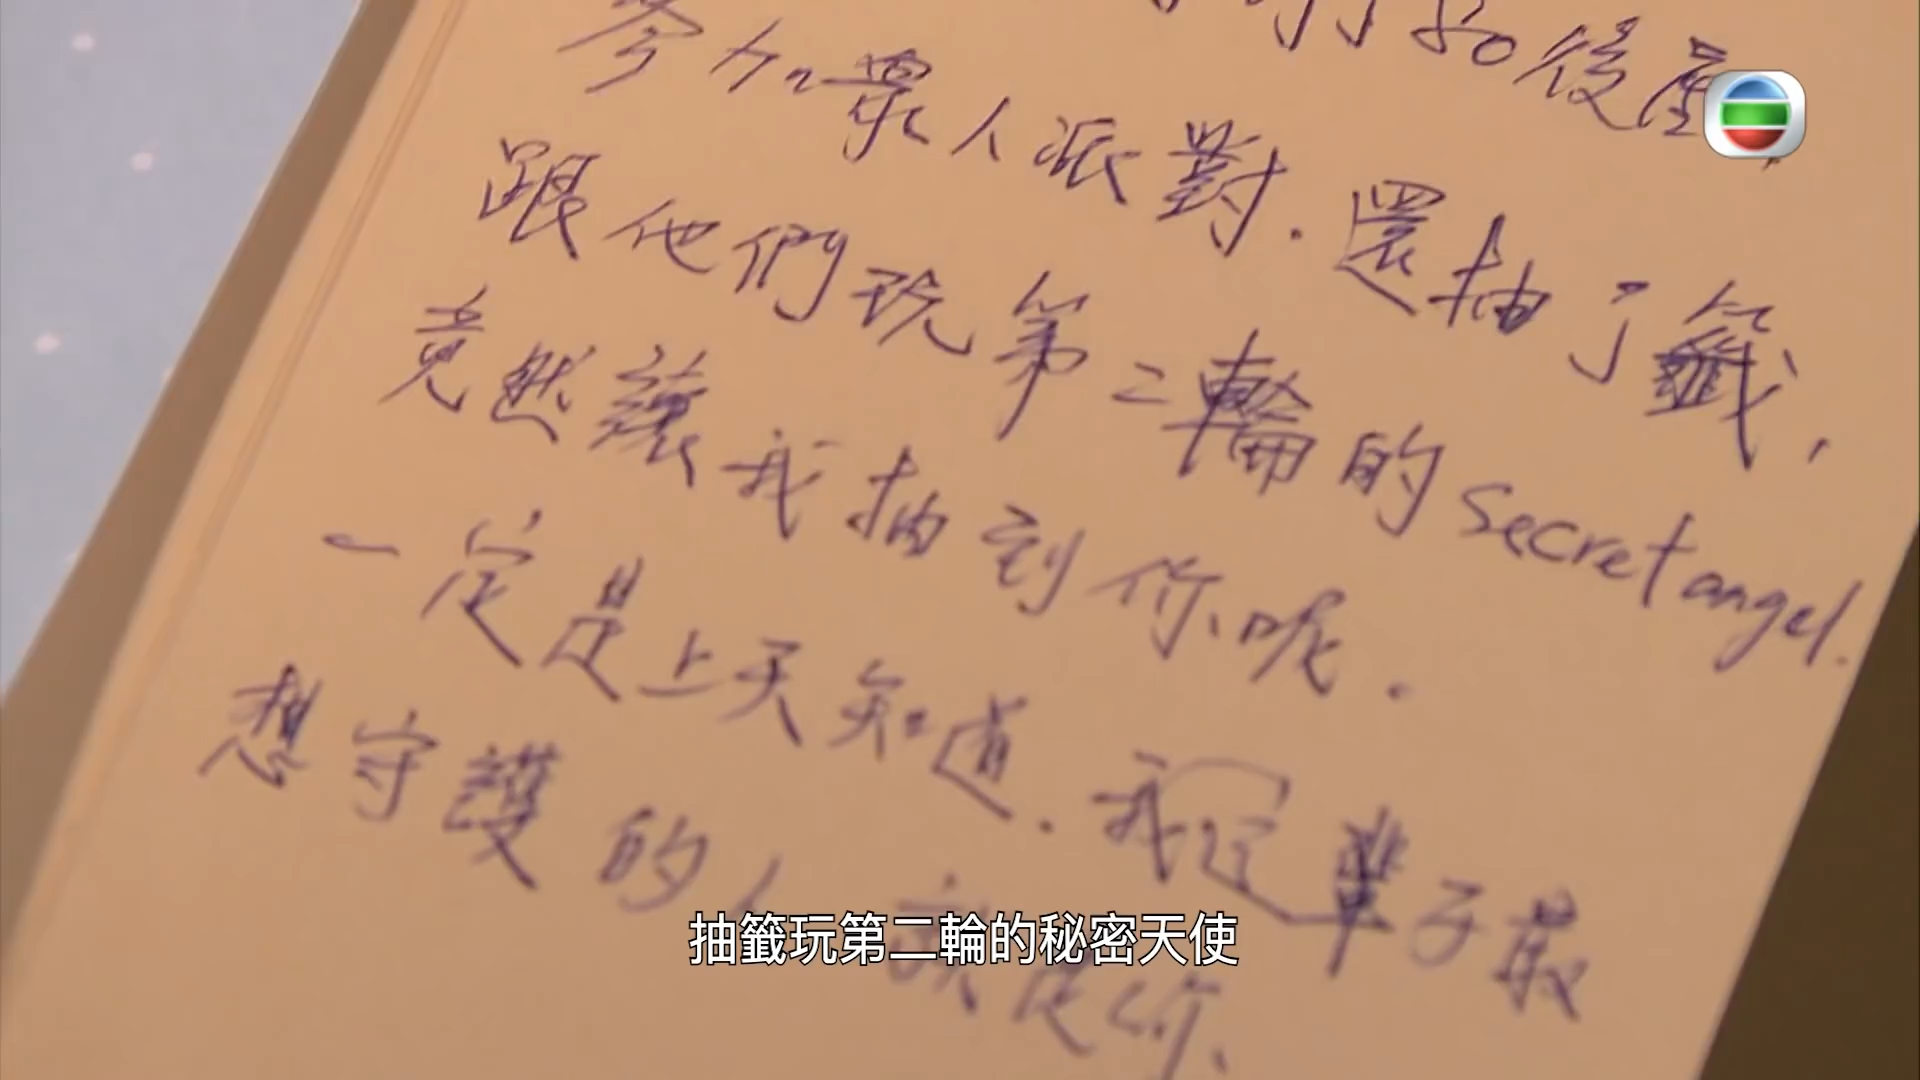 好後座,
參加眾人派對.還抽了籤,
跟他們玩第二輪的secret angel.
竟然讓我抽到你呢.
一定是上天知道.我這輩子最
想守護的人就是你.
抽籤玩第二輪的秘密天使